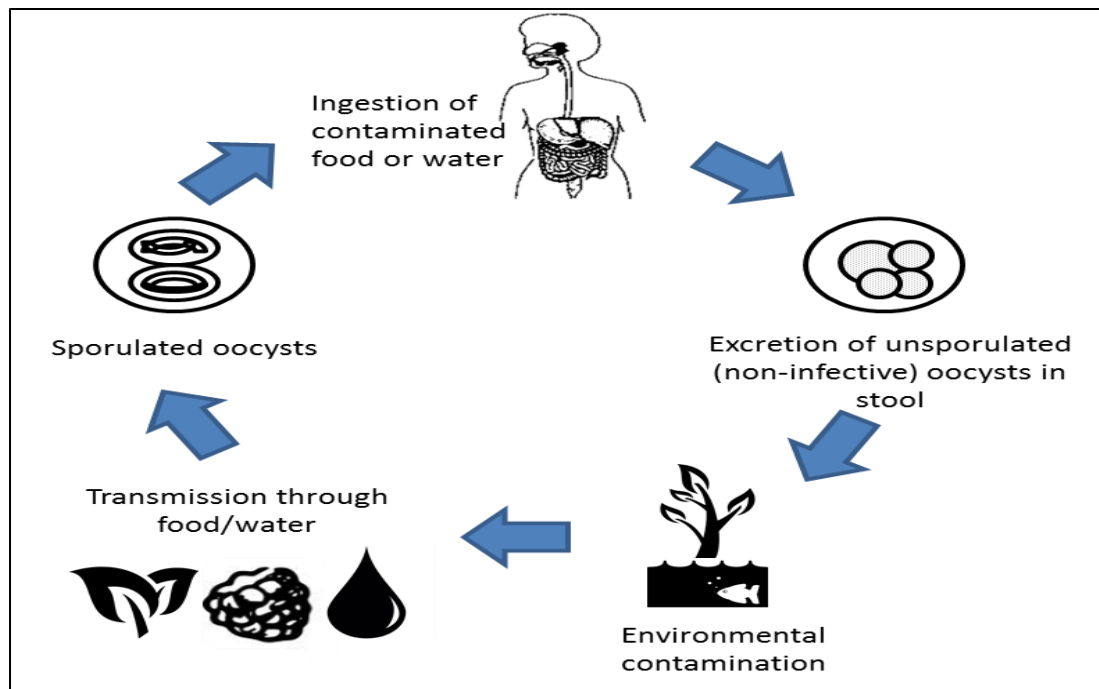 Ingestion of
contaminated
food or water
Sporulated oocysts
Excretion of unsporulated
(non-infective) oocysts in
stool
Transmission through
food/water
Environmental
contamination